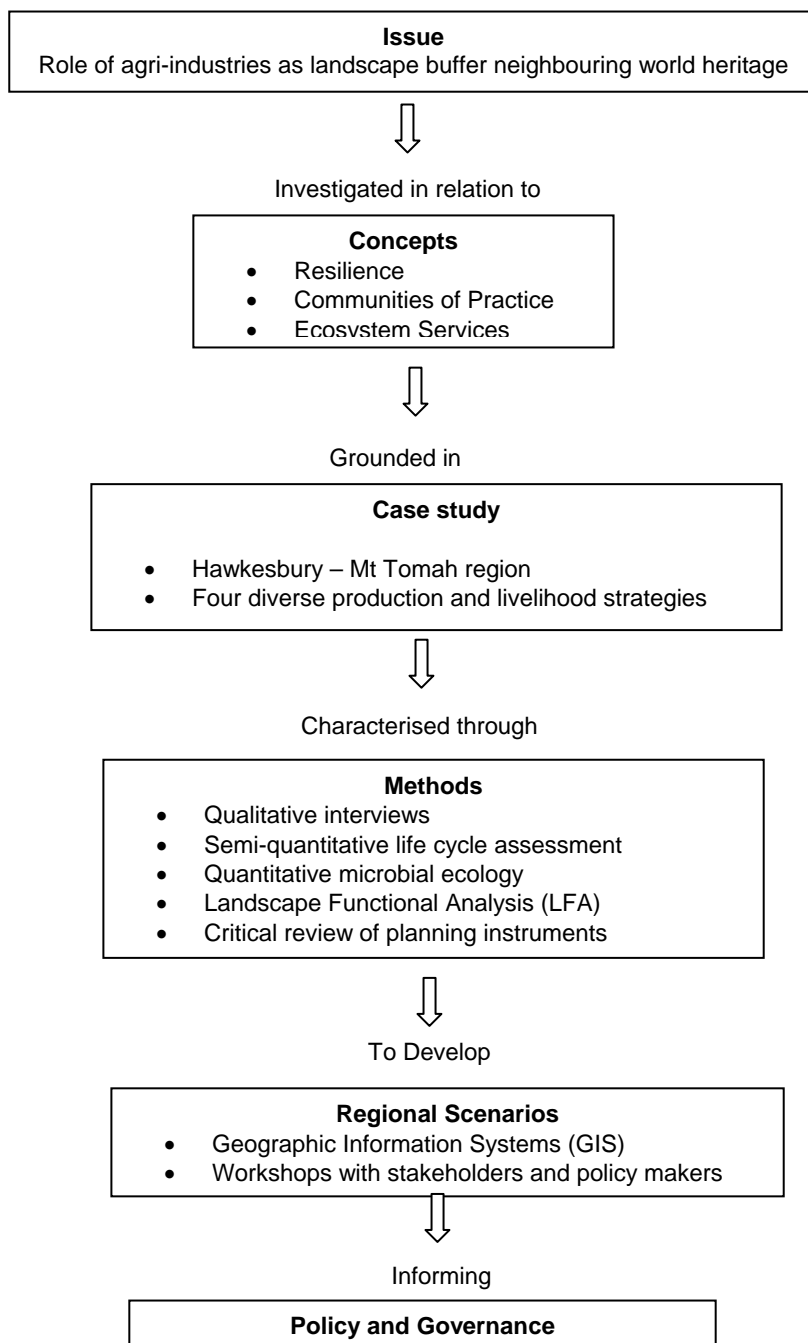 Issue
Role of agri-industries as landscape buffer neighbouring world heritage
Investigated in relation to
Concepts
• Resilience
• Communities of Practice
• Ecosystem Services
Grounded in
Case study
• Hawkesbury – Mt Tomah region
• Four diverse production and livelihood strategies
Characterised through
Methods
• Qualitative interviews
• Semi-quantitative life cycle assessment
• Quantitative microbial ecology
• Landscape Functional Analysis (LFA)
• Critical review of planning instruments
To Develop
Regional Scenarios
• Geographic Information Systems (GIS)
• Workshops with stakeholders and policy makers
Informing
Policy and Governance